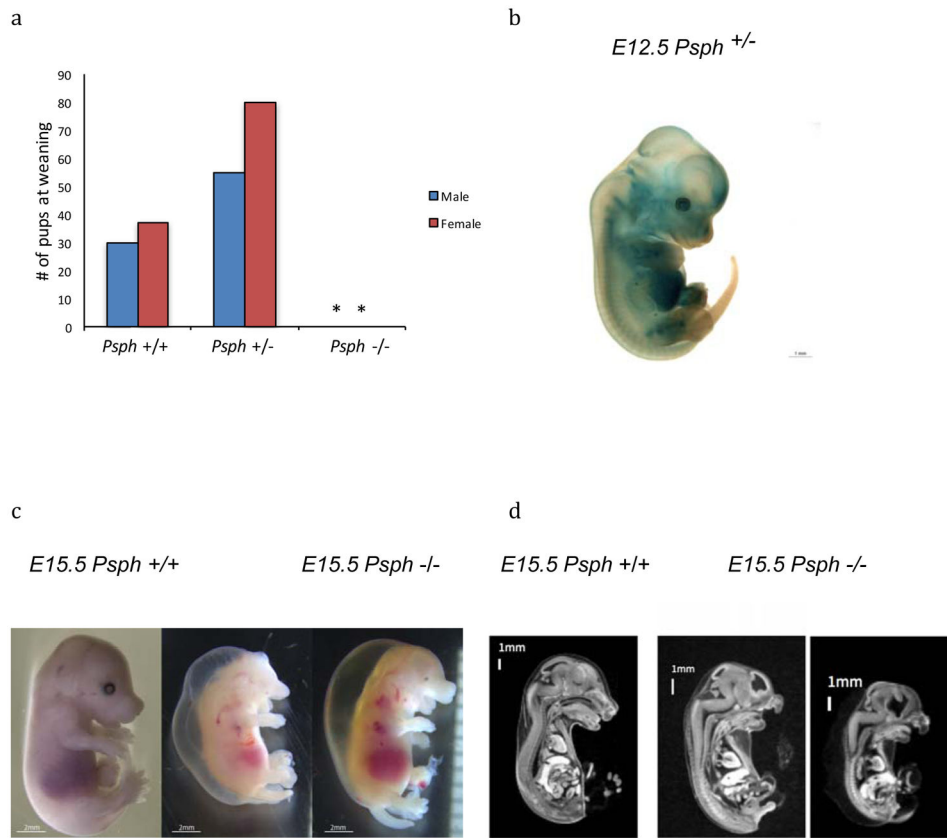 a
b
E12.5 Psph +/-
90
80
70
60
50
40
30
20
10
0
# of pups at weaning
* *
Psph +/+ Psph +/- Psph -/-
Male
Female
1 mm
c
d
E15.5 Psph +/+ E15.5 Psph -/- E15.5 Psph +/+ E15.5 Psph -/-
2mm 2mm 2mm
1mm 1mm 1mm